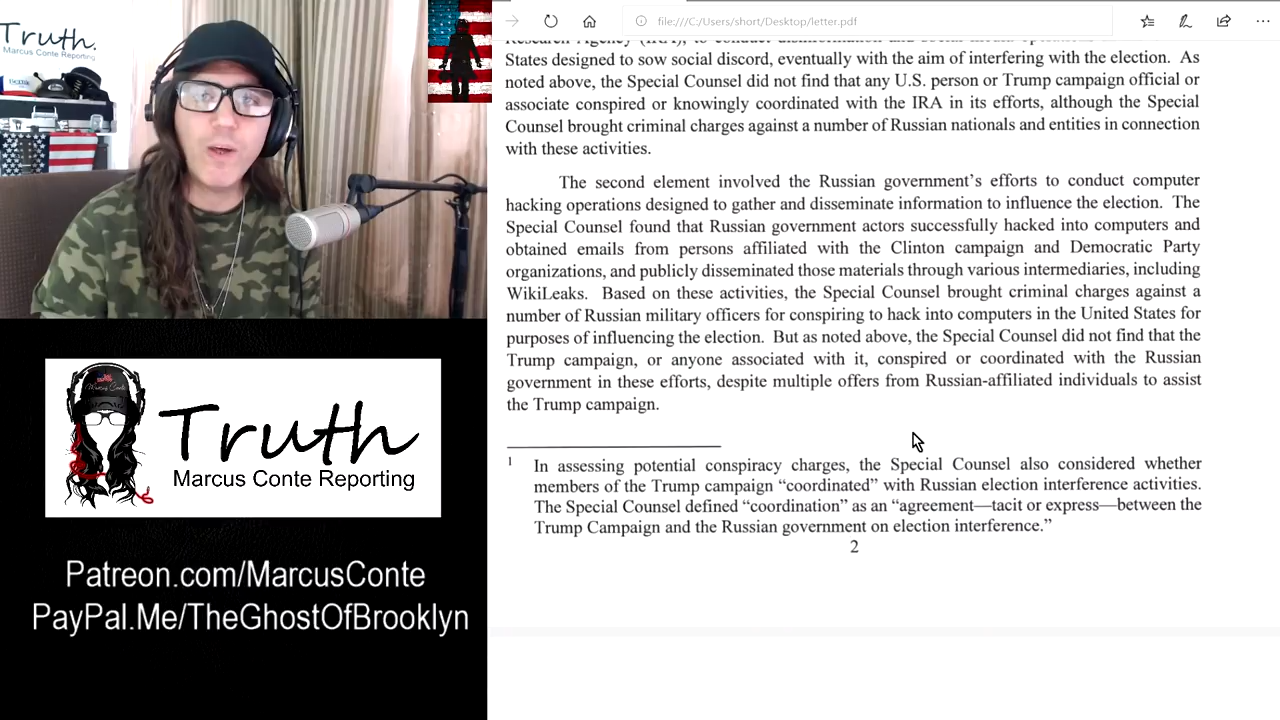 Truth.
Marcus Conte Reporting
file:///C:/Users/short/Desktop/letter.pdf
Research Agency (IRA), to conduct
States designed to sow social discord, eventually with the aim of interfering with the election. As
noted above, the Special Counsel did not find that any U.S. person or Trump campaign official or
associate conspired or knowingly coordinated with the IRA in its efforts, although the Special
Counsel brought criminal charges against a number of Russian nationals and entities in connection
with these activities.
The second element involved the Russian government's efforts to conduct computer
hacking operations designed to gather and disseminate information to influence the election. The
Special Counsel found that Russian government actors successfully hacked into computers and
obtained emails from persons affiliated with the Clinton campaign and Democratic Party
organizations, and publicly disseminated those materials through various intermediaries, including
WikiLeaks. Based on these activities, the Special Counsel brought criminal charges against a
number of Russian military officers for conspiring to hack into computers in the United States for
purposes of influencing the election. But as noted above, the Special Counsel did not find that the
Trump campaign, or anyone associated with it, conspired or coordinated with the Russian
government in these efforts, despite multiple offers from Russian-affiliated individuals to assist
the Trump campaign.
1 In assessing potential conspiracy charges, the Special Counsel also considered whether
members of the Trump campaign “coordinated” with Russian election interference activities.
The Special Counsel defined “coordination” as an “agreement—tacit or express—between the
Trump Campaign and the Russian government on election interference.”
2
Marcus Conte
Truth
Marcus Conte Reporting
Patreon.com/MarcusConte
PayPal.Me/TheGhostOfBrooklyn